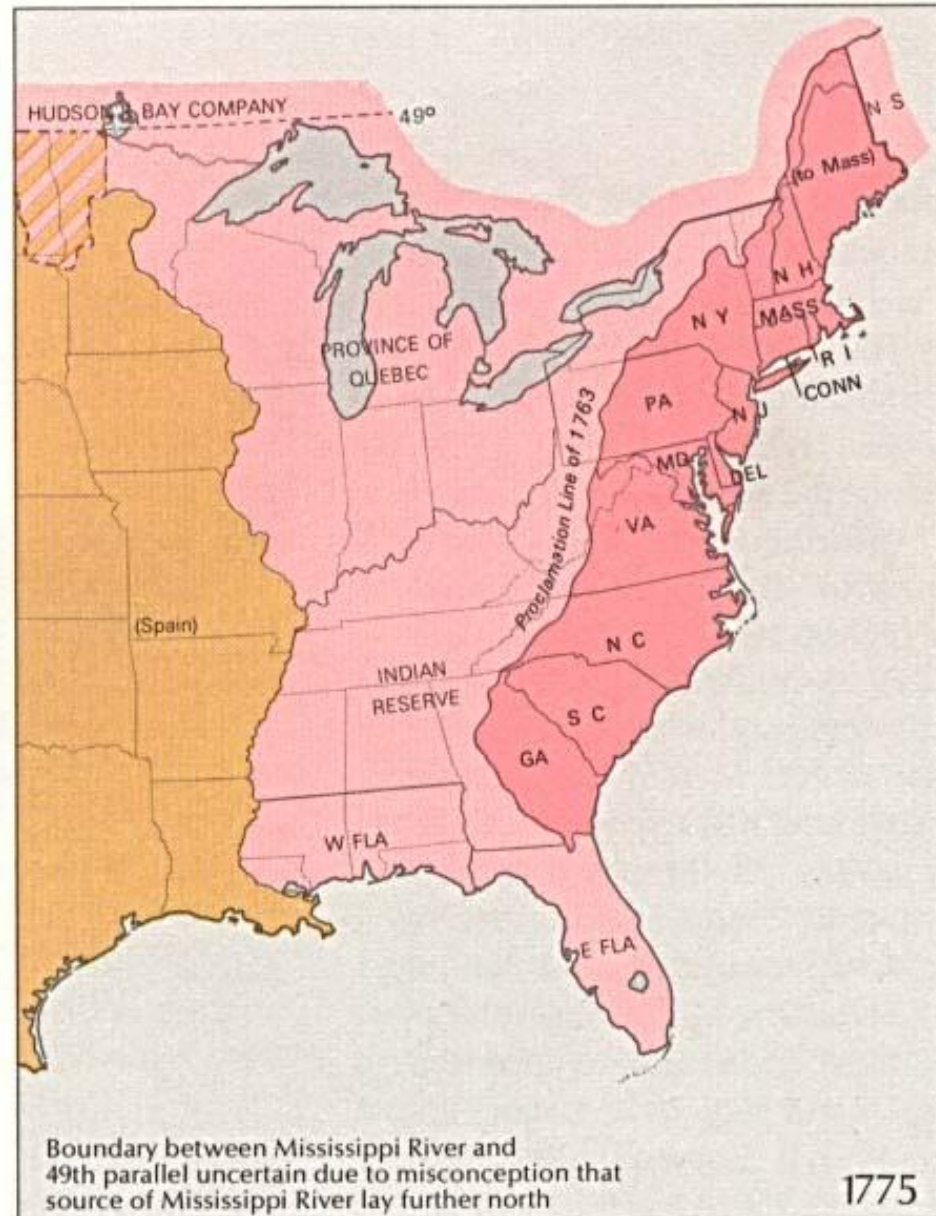 HUDSON'S BAY COMPANY
49º
N S
(to Mass)
N H
N Y
MASS
R I
CONN
PROVINCE OF
QUEBEC
PA
N J
MD
DEL
Proclamation Line of 1763
VA
(Spain)
N C
INDIAN
RESERVE
S C
GA
W FLA
E FLA
Boundary between Mississippi River and
49th parallel uncertain due to misconception that
source of Mississippi River lay further north
1775